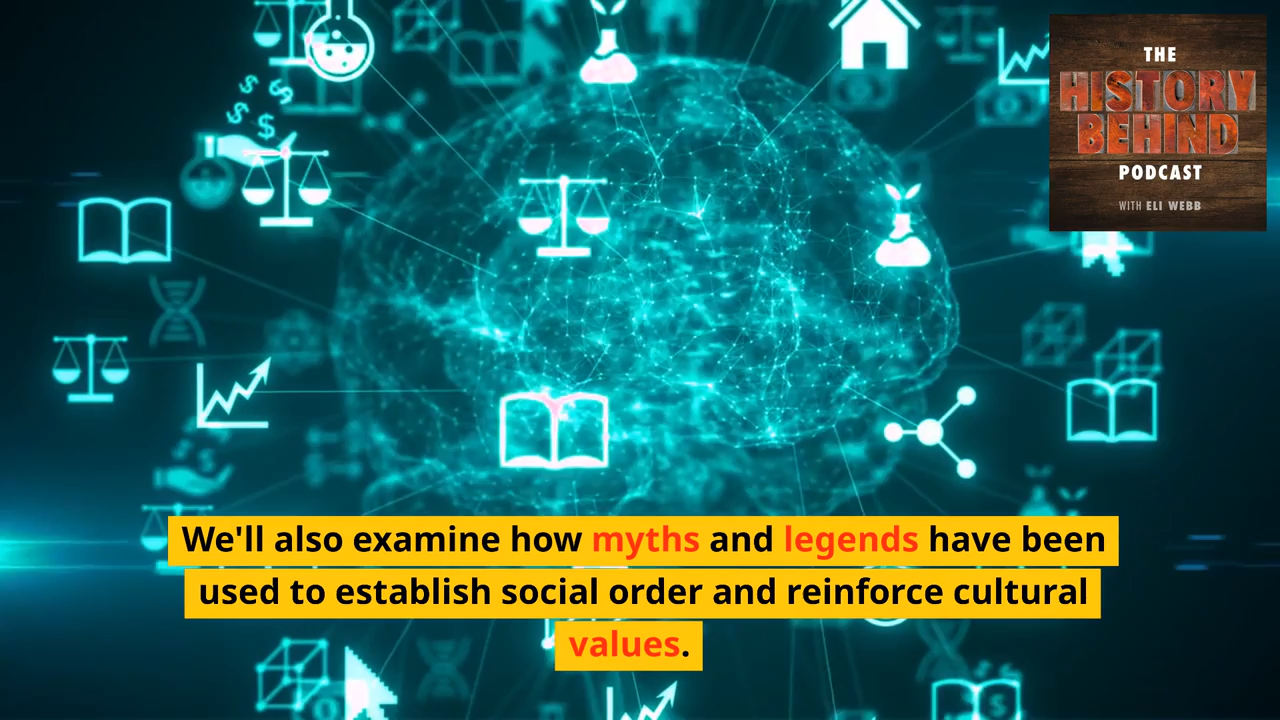 THE
HISTORY
BEHIND
PODCAST
WITH ELI WEBB
We'll also examine how myths and legends have been
used to establish social order and reinforce cultural
values.